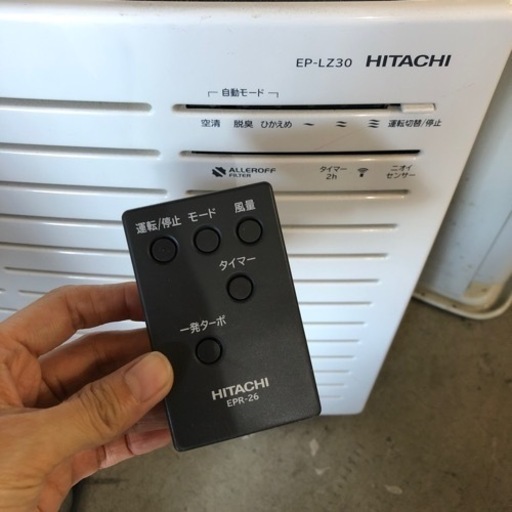 EP-LZ30 HITACHI
自動モード
空清 脱臭 ひかえめ 運転切替/停止
ALLEROFF FILTER
タイマー 2h
ニオイ センサー
運転/停止 モード 風量
タイマー
一発ターボ
HITACHI
EPR-26